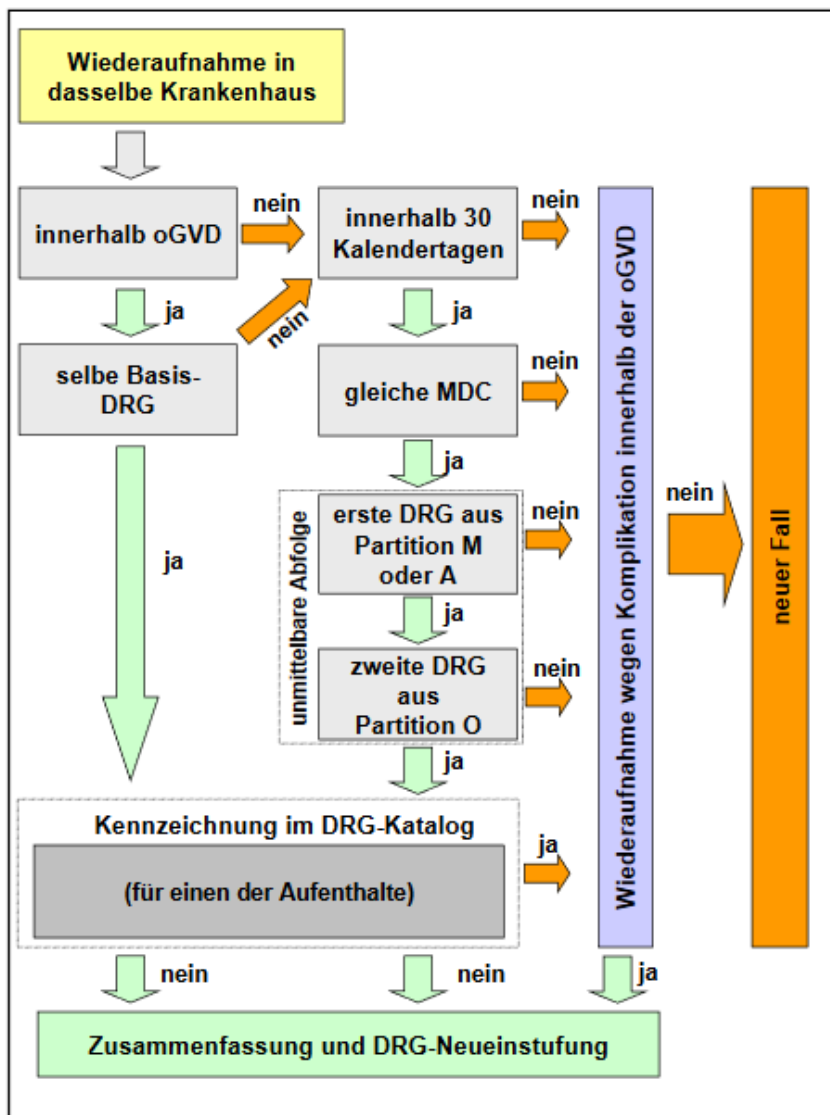 Wiederaufnahme in
dasselbe Krankenhaus
innerhalb oGVD
nein
innerhalb 30
Kalendertagen
nein
ja
nein
ja
selbe Basis-
DRG
gleiche MDC
nein
ja
ja
unmittelbare Abfolge
erste DRG aus
Partition M
oder A
nein
ja
zweite DRG
aus
Partition O
nein
ja
Kennzeichnung im DRG-Katalog
(für einen der Aufenthalte)
ja
Wiederaufnahme wegen Komplikation innerhalb der oGVD
nein
neuer Fall
nein
nein
ja
Zusammenfassung und DRG-Neueinstufung